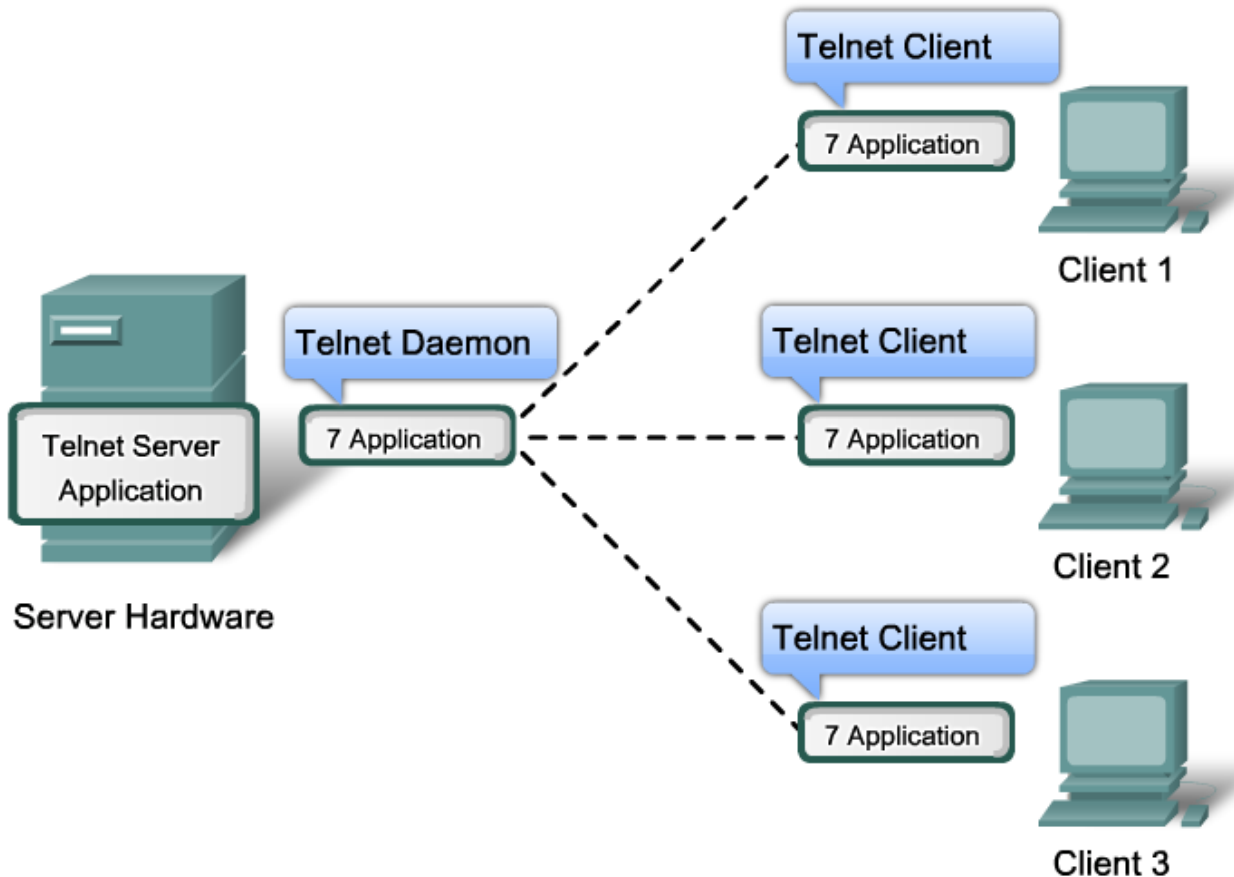 Telnet Client
7 Application
Client 1
Telnet Daemon
7 Application
Telnet Server
Application
Server Hardware
Telnet Client
7 Application
Client 2
Telnet Client
7 Application
Client 3